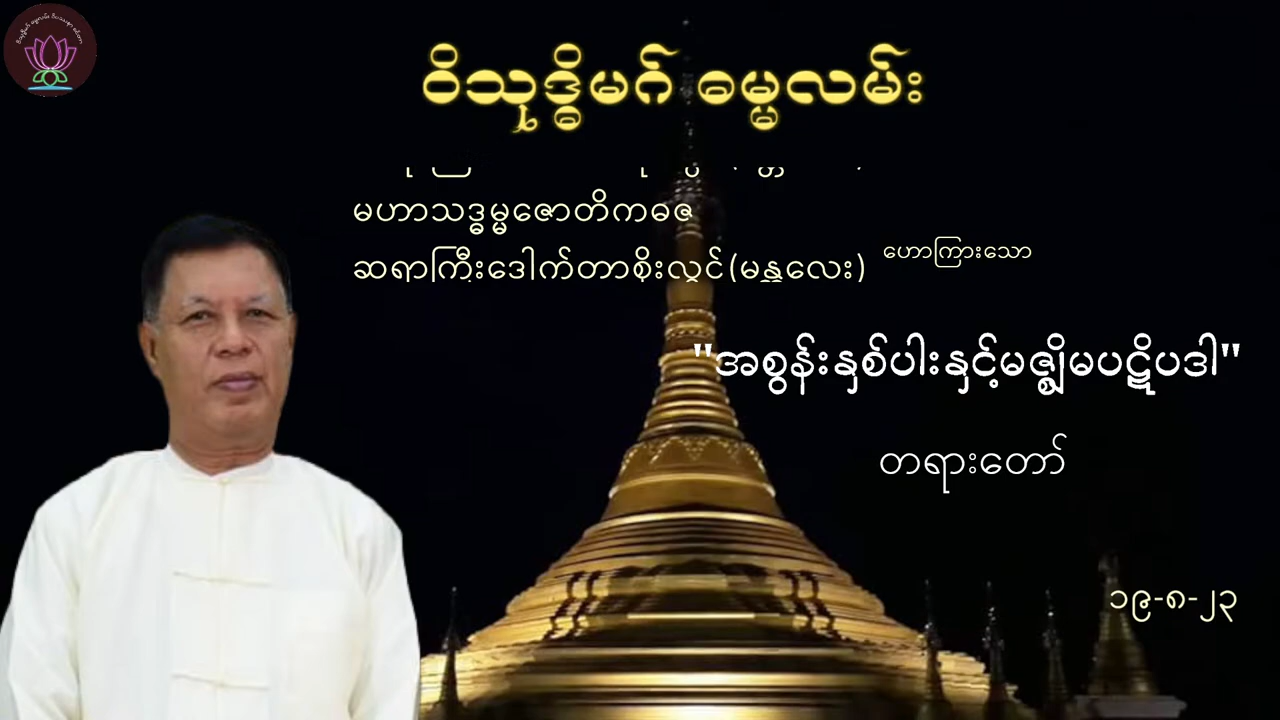 ဝိသုဒ္ဓိမဂ် ဓမ္မလမ်း
မဟာသဒ္ဓမ္မဇောတိကဓဇ
ဆရာကြီးဒေါက်တာစိုးလွင်(မန္တလေး)
ဟောကြားသော
"အစွန်းနှစ်ပါးနှင့်မဇ္ဈိမပဋိပဒါ"
တရားတော်
၁၉-၈-၂၃